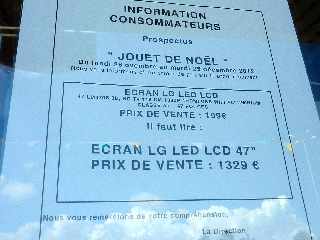 INFORMATION
CONSOMMATEURS
Prospectus
" JOUET DE NOËL "
ECRAN LG LED LCD
PRIX DE VENTE : 199€
Il faut lire :
ECRAN LG LED LCD 47"
PRIX DE VENTE : 1329 €
Nous vous remercions de votre compréhension.
La Direction